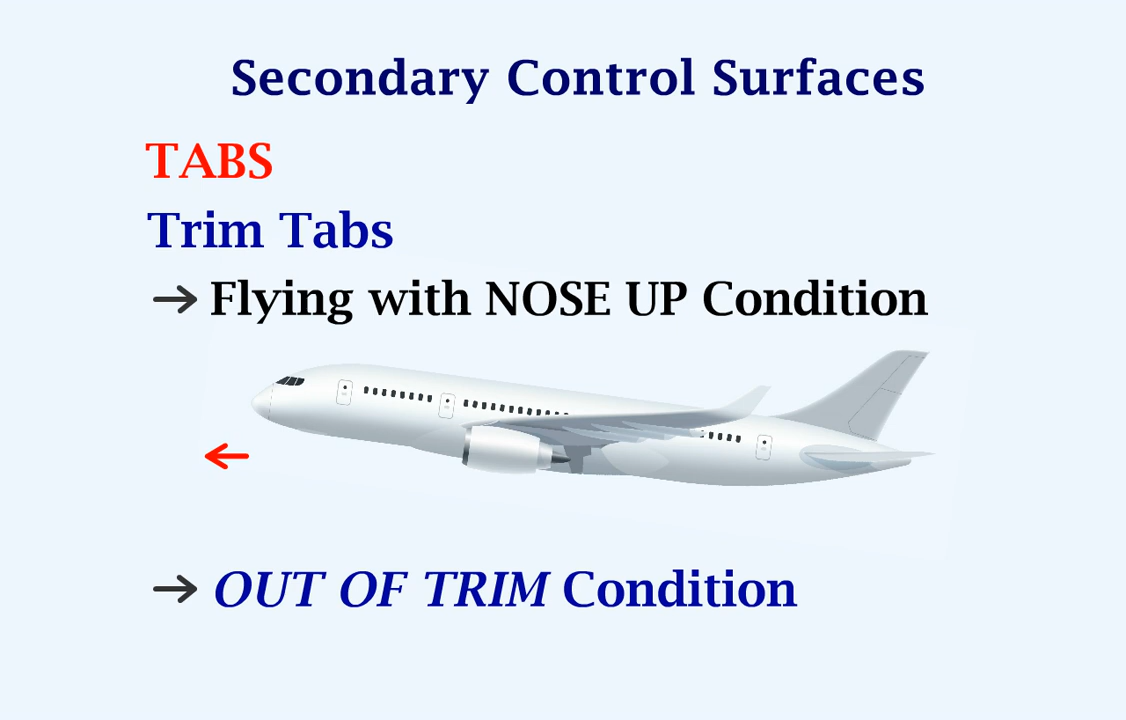 Secondary Control Surfaces
TABS
Trim Tabs
→ Flying with NOSE UP Condition
→ OUT OF TRIM Condition